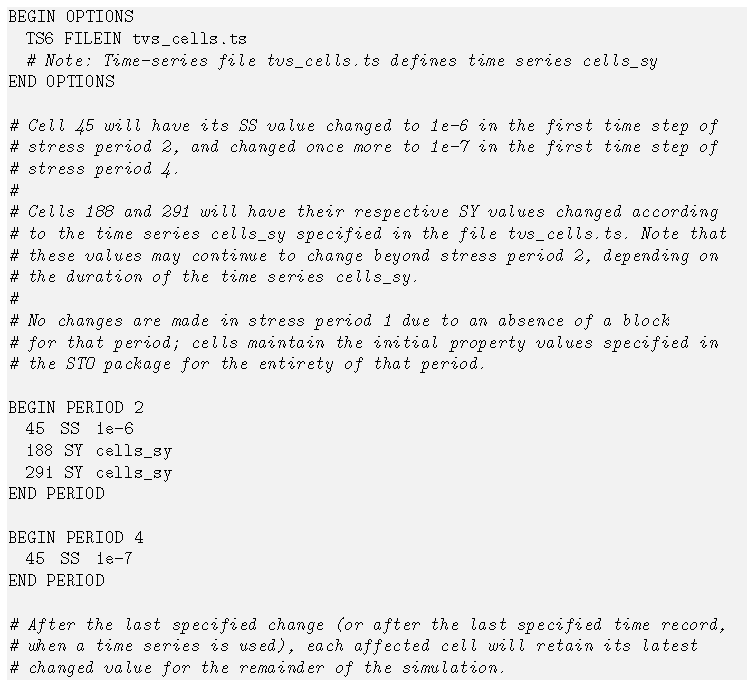 BEGIN OPTIONS
TS6 FILEIN tvs_cells.ts
# Note: Time-series file tvs_cells.ts defines time series cells_sy
END OPTIONS
# Cell 45 will have its SS value changed to 1e-6 in the first time step of
# stress period 2, and changed once more to 1e-7 in the first time step of
# stress period 4.
#
# Cells 188 and 291 will have their respective SY values changed according
# to the time series cells_sy specified in the file tvs_cells.ts. Note that
# these values may continue to change beyond stress period 2, depending on
# the duration of the time series cells_sy.
#
# No changes are made in stress period 1 due to an absence of a block
# for that period; cells maintain the initial property values specified in
# the STO package for the entirety of that period.
BEGIN PERIOD 2
45 SS 1e-6
188 SY cells_sy
291 SY cells_sy
END PERIOD
BEGIN PERIOD 4
45 SS 1e-7
END PERIOD
# After the last specified change (or after the last specified time record,
# when a time series is used), each affected cell will retain its latest
# changed value for the remainder of the simulation.